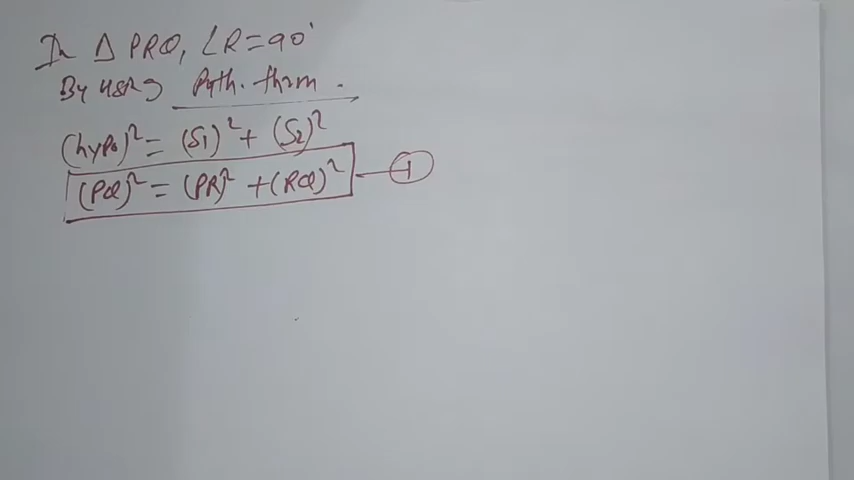 In Δ PRQ, ∠R = 90°
By using Pyth. thrm.
(hypo)² = (S₁)² + (S₂)²
(PQ)² = (PR)² + (RQ)² — ①